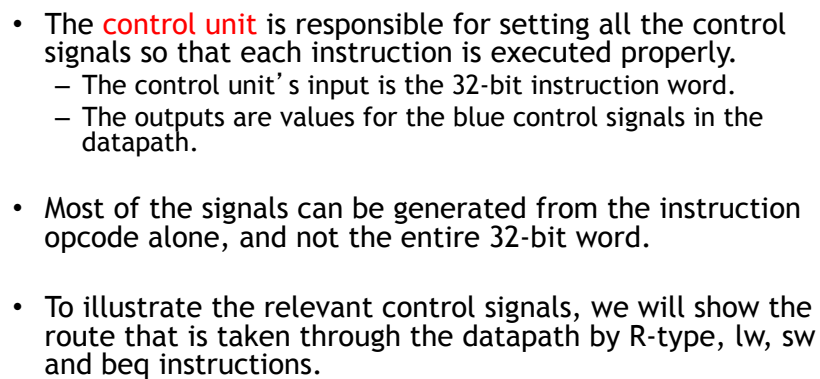 • The control unit is responsible for setting all the control
signals so that each instruction is executed properly.
– The control unit's input is the 32-bit instruction word.
– The outputs are values for the blue control signals in the
datapath.
• Most of the signals can be generated from the instruction
opcode alone, and not the entire 32-bit word.
• To illustrate the relevant control signals, we will show the
route that is taken through the datapath by R-type, lw, sw
and beq instructions.